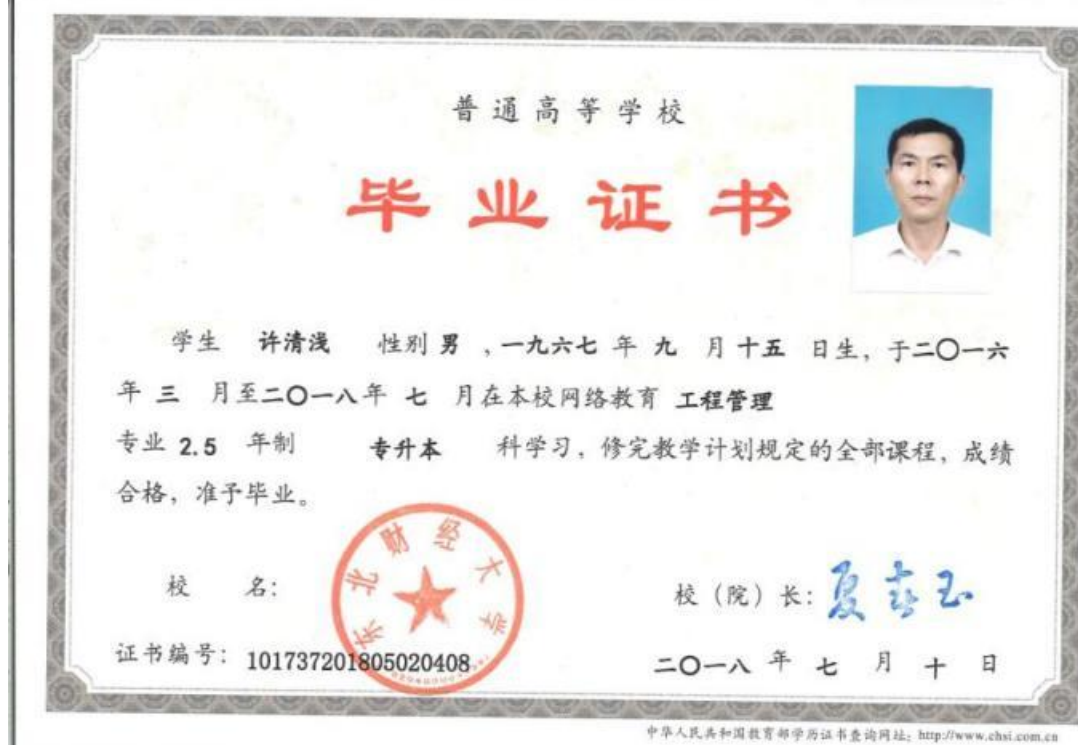 普通高等学校
毕业证书
学生 许清浅 性别 男 ，一九六七 年 九 月 十五 日生，于二〇一六
年 三 月至二〇一八年 七 月在本校网络教育 工程管理
专业 2.5 年制 专升本 科学习，修完教学计划规定的全部课程，成绩
合格，准予毕业。
东北财经大学
校 名：
校（院）长：夏春玉
证书编号：101737201805020408
二〇一八 年 七 月 十 日
中华人民共和国教育部学历证书查询网址：http://www.chsi.com.cn